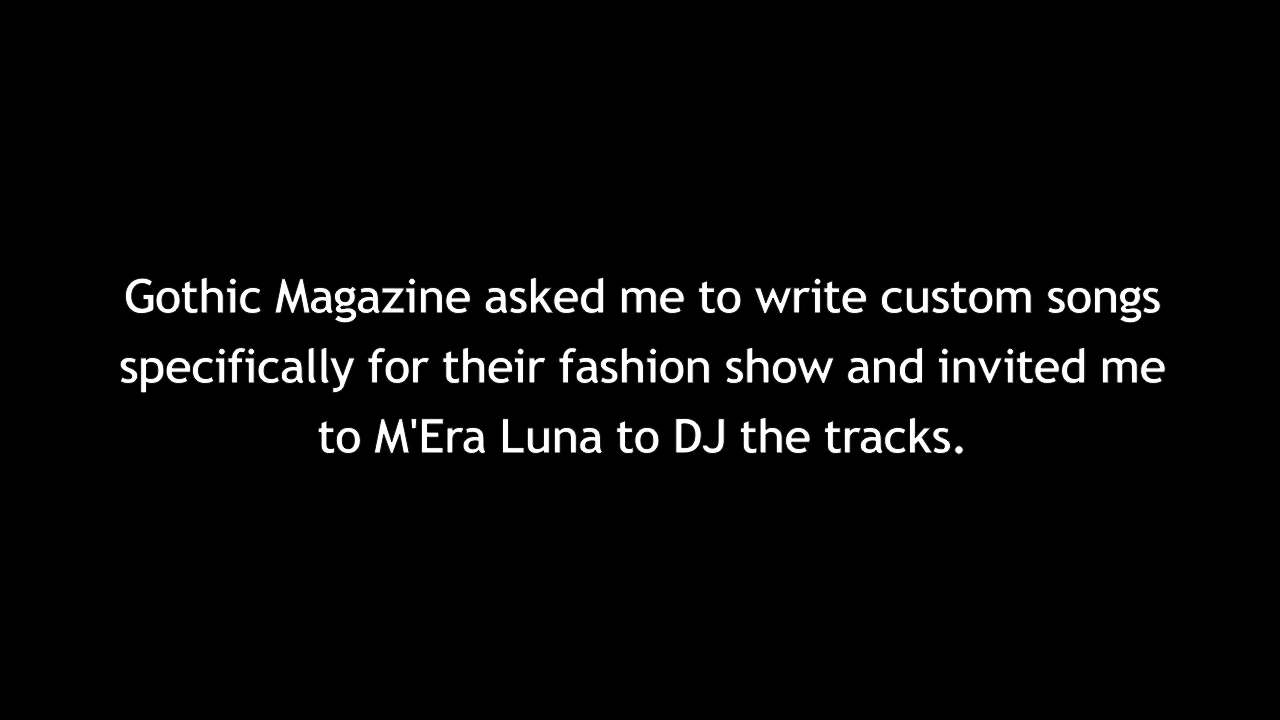 Gothic Magazine asked me to write custom songs
specifically for their fashion show and invited me
to M'Era Luna to DJ the tracks.